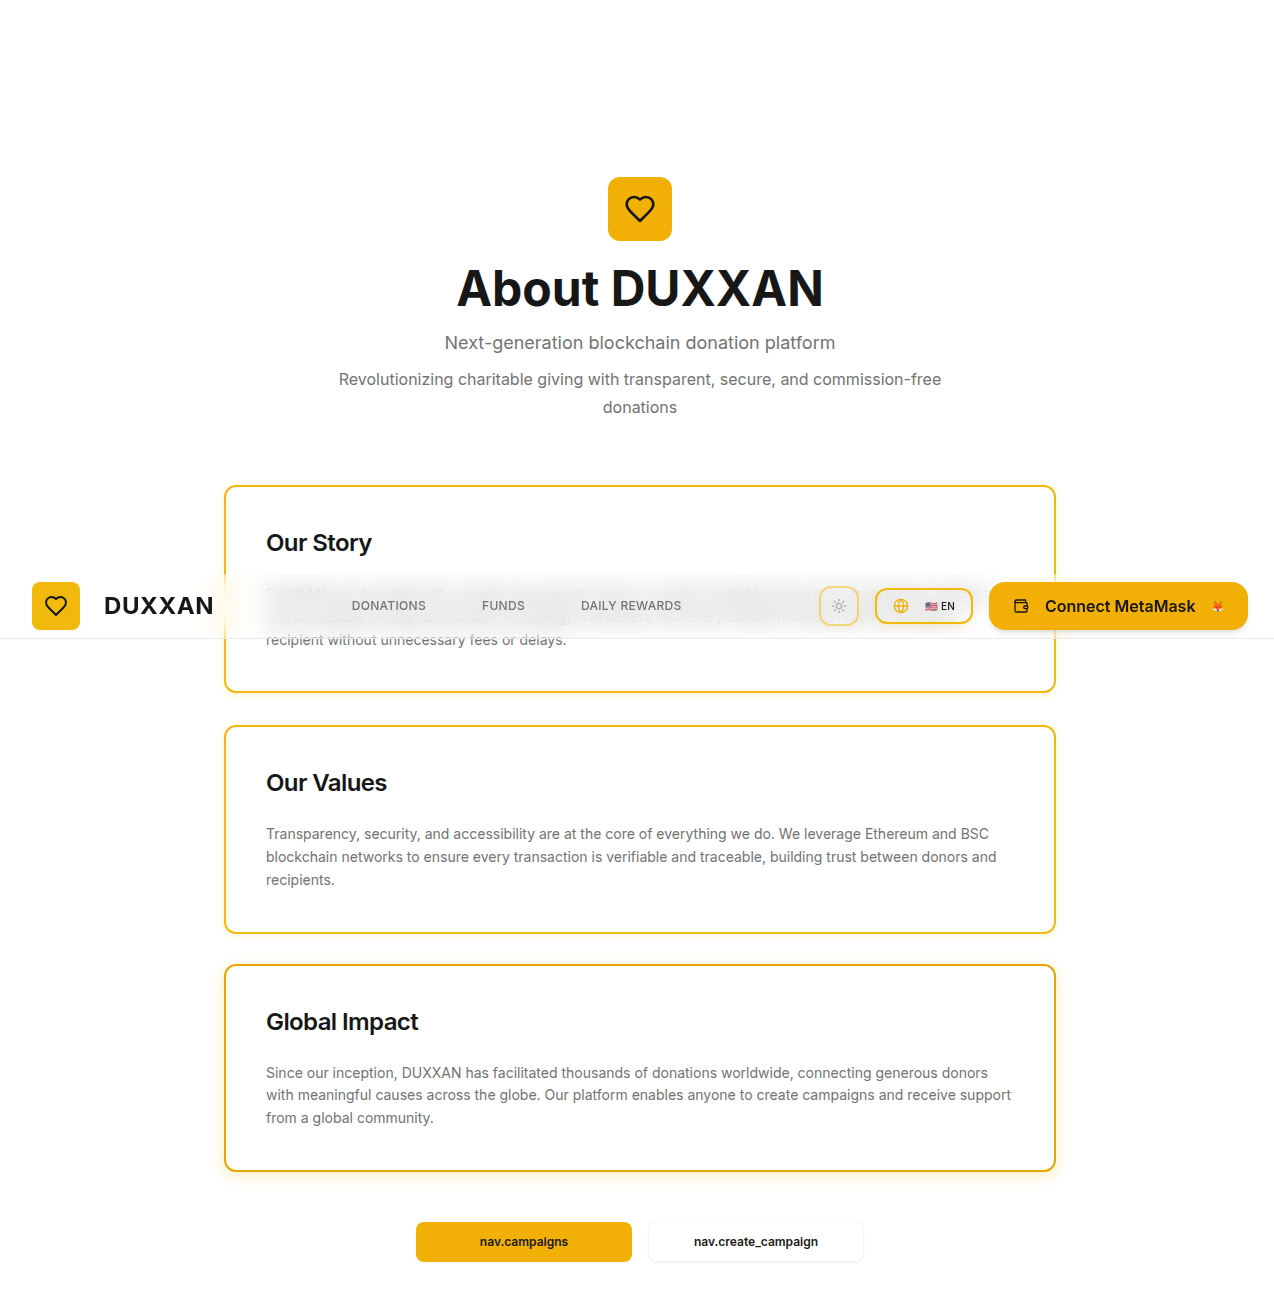 About DUXXAN
Next-generation blockchain donation platform
Revolutionizing charitable giving with transparent, secure, and commission-free
donations
Our Story
DUXXAN
DONATIONS
FUNDS
DAILY REWARDS
🇺🇸 EN
Connect MetaMask 🦊
recipient without unnecessary fees or delays.
Our Values
Transparency, security, and accessibility are at the core of everything we do. We leverage Ethereum and BSC
blockchain networks to ensure every transaction is verifiable and traceable, building trust between donors and
recipients.
Global Impact
Since our inception, DUXXAN has facilitated thousands of donations worldwide, connecting generous donors
with meaningful causes across the globe. Our platform enables anyone to create campaigns and receive support
from a global community.
nav.campaigns
nav.create_campaign